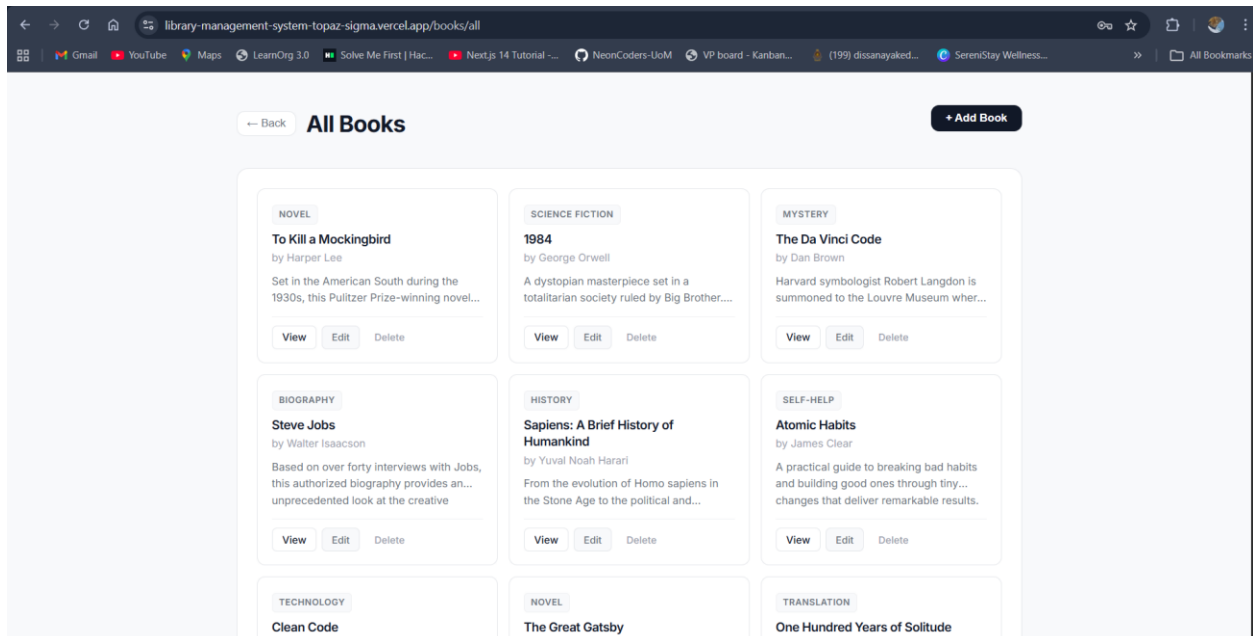 library-management-system-topaz-sigma.vercel.app/books/all
Gmail
YouTube
Maps
LearnOrg 3.0
Solve Me First | Hac...
Next.js 14 Tutorial -...
NeonCoders-UoM
VP board - Kanban...
(199) dissanayaked...
SereniStay Wellness...
»
All Bookmarks
← Back
All Books
+ Add Book
NOVEL
To Kill a Mockingbird
by Harper Lee
Set in the American South during the
1930s, this Pulitzer Prize-winning novel...
View Edit Delete
SCIENCE FICTION
1984
by George Orwell
A dystopian masterpiece set in a
totalitarian society ruled by Big Brother....
View Edit Delete
MYSTERY
The Da Vinci Code
by Dan Brown
Harvard symbologist Robert Langdon is
summoned to the Louvre Museum wher...
View Edit Delete
BIOGRAPHY
Steve Jobs
by Walter Isaacson
Based on over forty interviews with Jobs,
this authorized biography provides an...
unprecedented look at the creative
View Edit Delete
HISTORY
Sapiens: A Brief History of
Humankind
by Yuval Noah Harari
From the evolution of Homo sapiens in
the Stone Age to the political and...
View Edit Delete
SELF-HELP
Atomic Habits
by James Clear
A practical guide to breaking bad habits
and building good ones through tiny...
changes that deliver remarkable results.
View Edit Delete
TECHNOLOGY
Clean Code
NOVEL
The Great Gatsby
TRANSLATION
One Hundred Years of Solitude